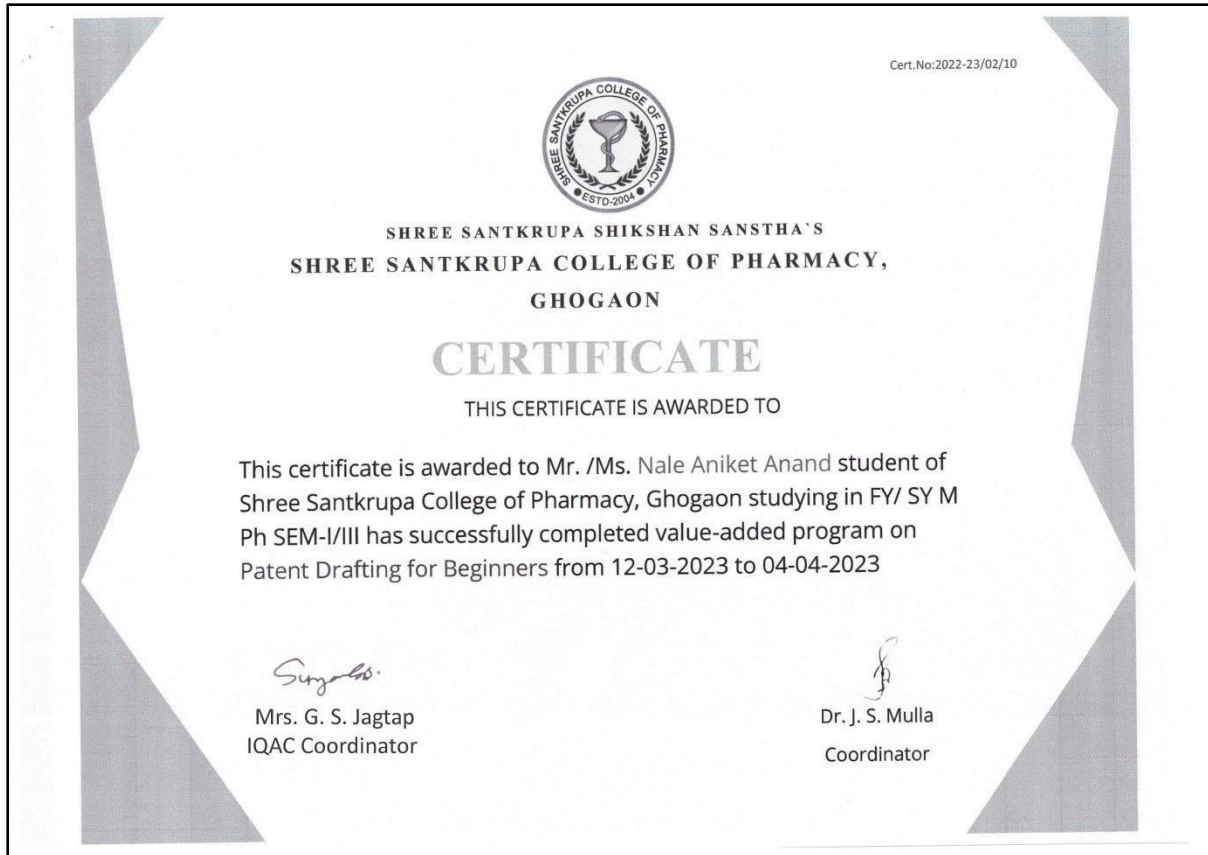 Cert.No:2022-23/02/10
SHREE SANTKRUPA COLLEGE OF PHARMACY
ESTD-2004
SHREE SANTKRUPA SHIKSHAN SANSTHA`S
SHREE SANTKRUPA COLLEGE OF PHARMACY,
GHOGAON
CERTIFICATE
THIS CERTIFICATE IS AWARDED TO
This certificate is awarded to Mr. /Ms. Nale Aniket Anand student of
Shree Santkrupa College of Pharmacy, Ghogaon studying in FY/ SY M
Ph SEM-I/III has successfully completed value-added program on
Patent Drafting for Beginners from 12-03-2023 to 04-04-2023
Mrs. G. S. Jagtap
IQAC Coordinator
Dr. J. S. Mulla
Coordinator